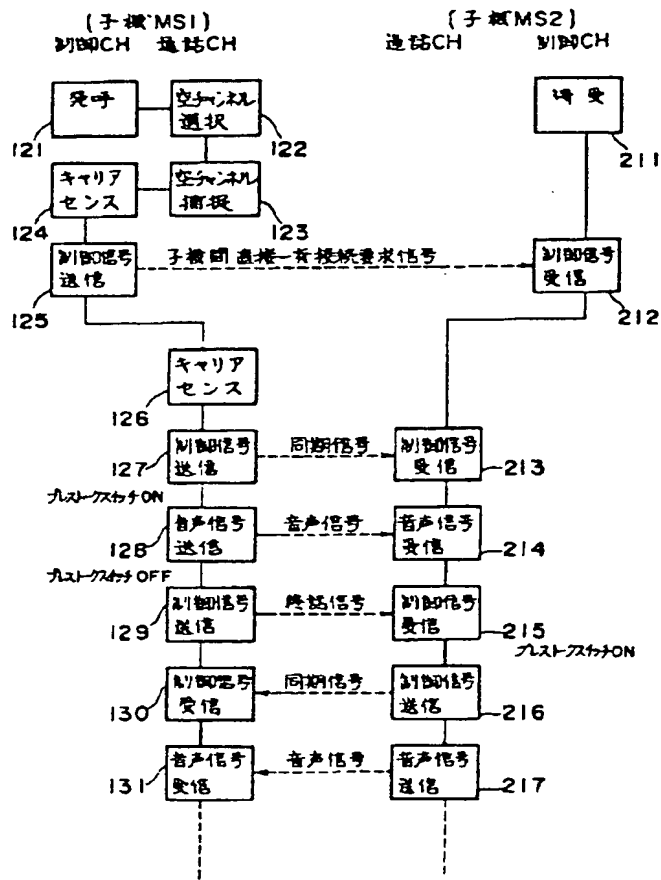 (子機MS1)
(子機MS2)
制御CH 通話CH
通話CH 制御CH
発呼
空チャンネル
選択
待受
121
122
211
キャリア
センス
空チャンネル
捕捉
124
123
制御信号
送信
子機間直接一斉接続要求信号
制御信号
受信
125
212
キャリア
センス
126
制御信号
送信
同期信号
制御信号
受信
127
213
プレストークスイッチON
音声信号
送信
音声信号
音声信号
受信
128
214
プレストークスイッチOFF
制御信号
送信
終話信号
制御信号
受信
129
215
プレストークスイッチON
制御信号
受信
同期信号
制御信号
送信
130
216
音声信号
受信
音声信号
音声信号
送信
131
217